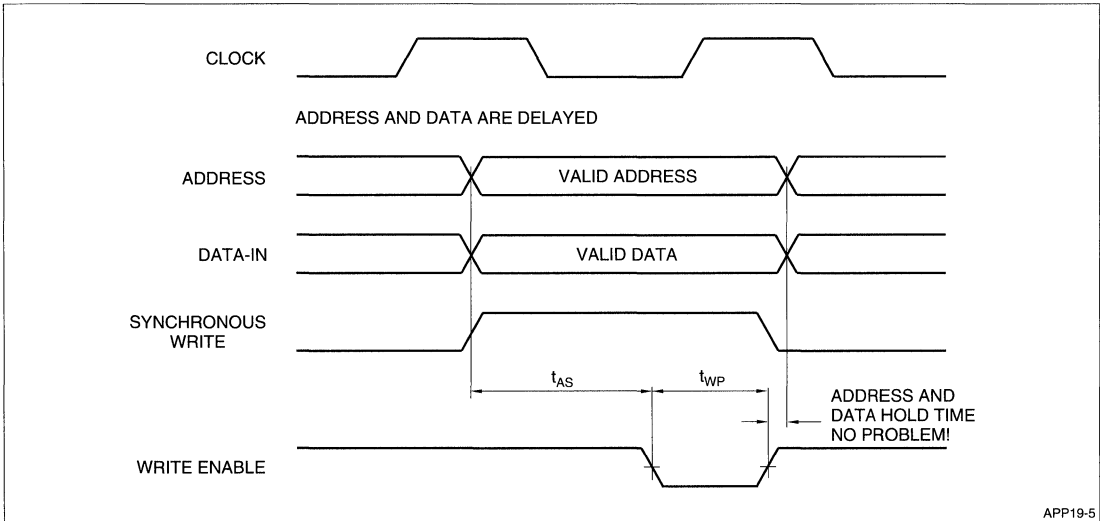 CLOCK
ADDRESS AND DATA ARE DELAYED
ADDRESS
VALID ADDRESS
DATA-IN
VALID DATA
SYNCHRONOUS
WRITE
tAS
tWP
ADDRESS AND
DATA HOLD TIME
NO PROBLEM!
WRITE ENABLE
APP19-5